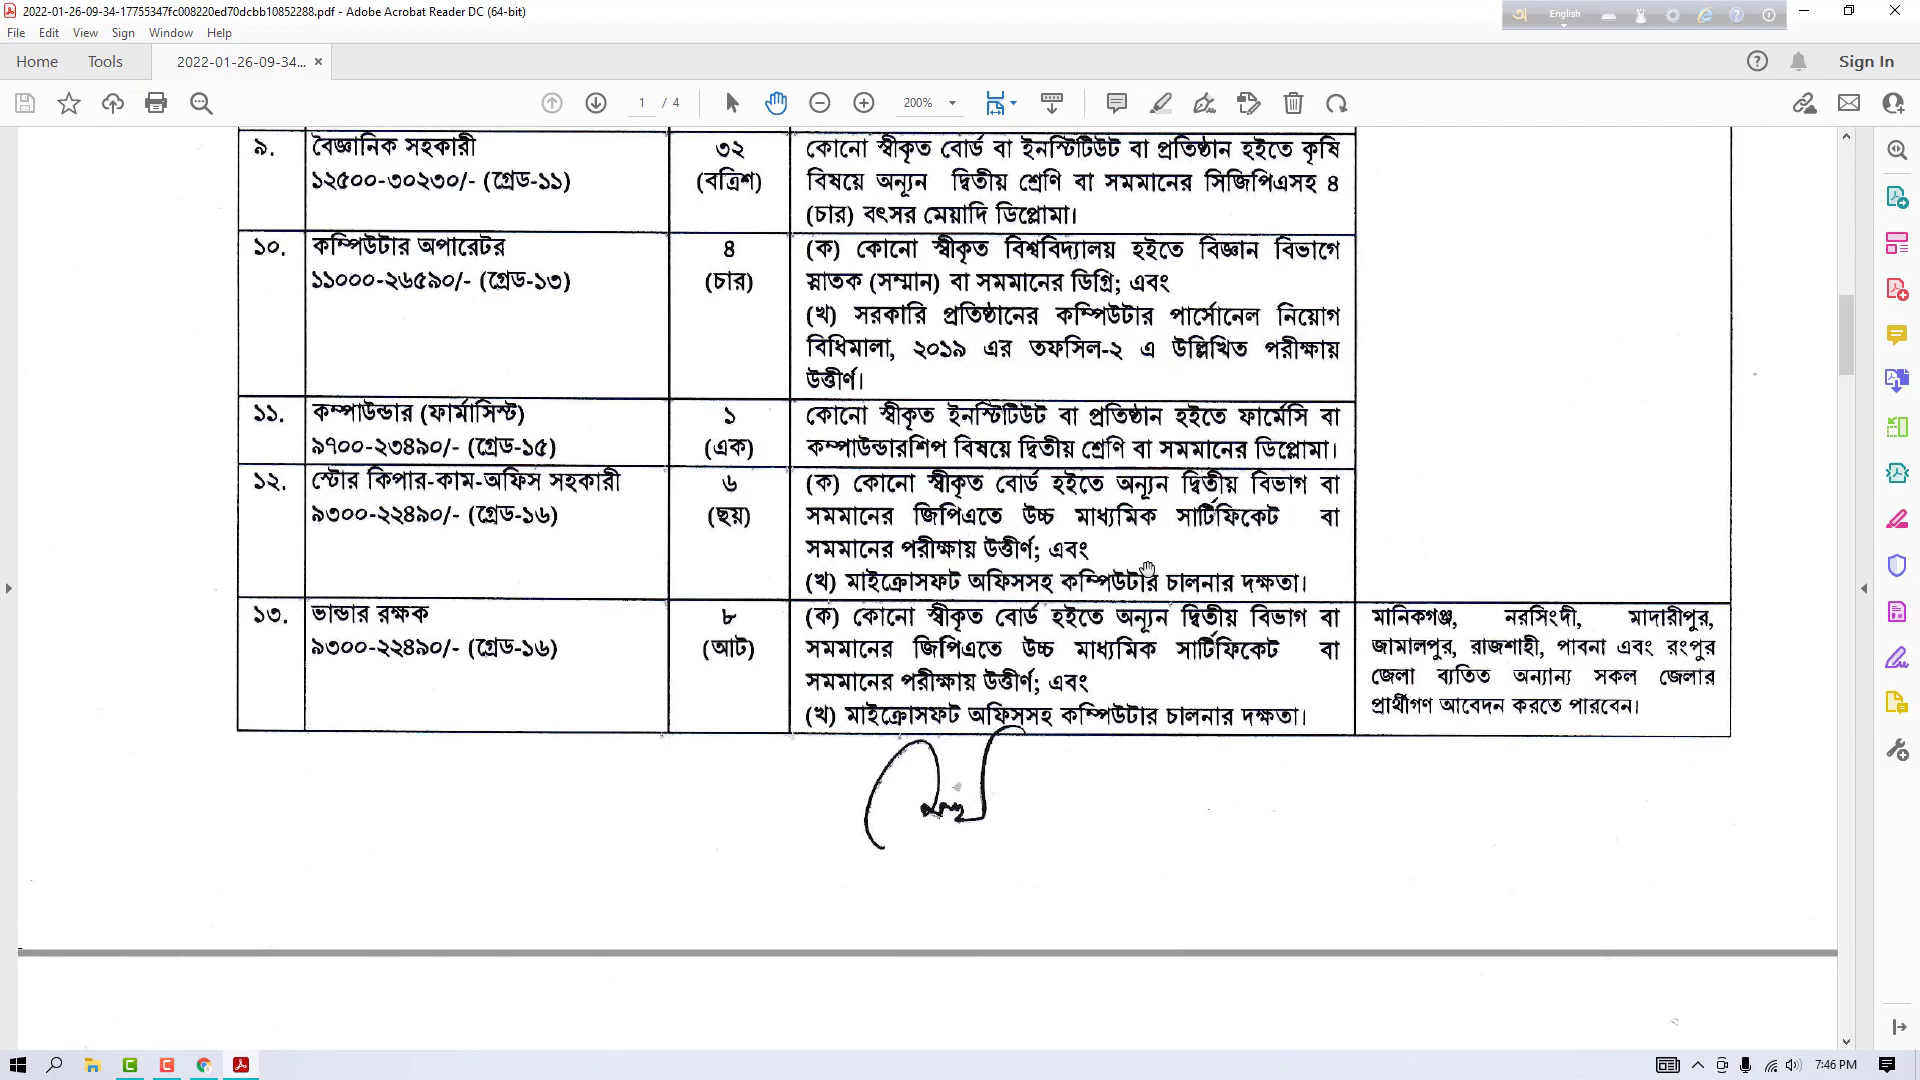 2022-01-26-09-34-17755347fc008220ed70dcbb10852288.pdf - Adobe Acrobat Reader DC (64-bit)
English
File Edit View Sign Window Help
Home Tools 2022-01-26-09-34... × Sign In
1 / 4 200%
৯. বৈজ্ঞানিক সহকারী
১২৫০০-৩০২৩০/- (গ্রেড-১১)
৩২
(বত্রিশ)
কোনো স্বীকৃত বোর্ড বা ইনস্টিটিউট বা প্রতিষ্ঠান হইতে কৃষি
বিষয়ে অন্যূন দ্বিতীয় শ্রেণি বা সমমানের সিজিপিএসহ ৪
(চার) বৎসর মেয়াদি ডিপ্লোমা।
১০. কম্পিউটার অপারেটর
১১০০০-২৬৫৯০/- (গ্রেড-১৩)
৪
(চার)
(ক) কোনো স্বীকৃত বিশ্ববিদ্যালয় হইতে বিজ্ঞান বিভাগে
স্নাতক (সম্মান) বা সমমানের ডিগ্রি; এবং
(খ) সরকারি প্রতিষ্ঠানের কম্পিউটার পার্সোনেল নিয়োগ
বিধিমালা, ২০১৯ এর তফসিল-২ এ উল্লিখিত পরীক্ষায়
উত্তীর্ণ।
১১. কম্পাউন্ডার (ফার্মাসিস্ট)
৯৭০০-২৩৪৯০/- (গ্রেড-১৫)
১
(এক)
কোনো স্বীকৃত ইনস্টিটিউট বা প্রতিষ্ঠান হইতে ফার্মেসি বা
কম্পাউন্ডারশিপ বিষয়ে দ্বিতীয় শ্রেণি বা সমমানের ডিপ্লোমা।
১২. স্টোর কিপার-কাম-অফিস সহকারী
৯৩০০-২২৪৯০/- (গ্রেড-১৬)
৬
(ছয়)
(ক) কোনো স্বীকৃত বোর্ড হইতে অন্যূন দ্বিতীয় বিভাগ বা
সমমানের জিপিএতে উচ্চ মাধ্যমিক সার্টিফিকেট বা
সমমানের পরীক্ষায় উত্তীর্ণ; এবং
(খ) মাইক্রোসফট অফিসসহ কম্পিউটার চালনার দক্ষতা।
১৩. ভান্ডার রক্ষক
৯৩০০-২২৪৯০/- (গ্রেড-১৬)
৮
(আট)
(ক) কোনো স্বীকৃত বোর্ড হইতে অন্যূন দ্বিতীয় বিভাগ বা
সমমানের জিপিএতে উচ্চ মাধ্যমিক সার্টিফিকেট বা
সমমানের পরীক্ষায় উত্তীর্ণ; এবং
(খ) মাইক্রোসফট অফিসসহ কম্পিউটার চালনার দক্ষতা।
মানিকগঞ্জ, নরসিংদী, মাদারীপুর,
জামালপুর, রাজশাহী, পাবনা এবং রংপুর
জেলা ব্যতিত অন্যান্য সকল জেলার
প্রার্থীগণ আবেদন করতে পারবেন।
7:46 PM